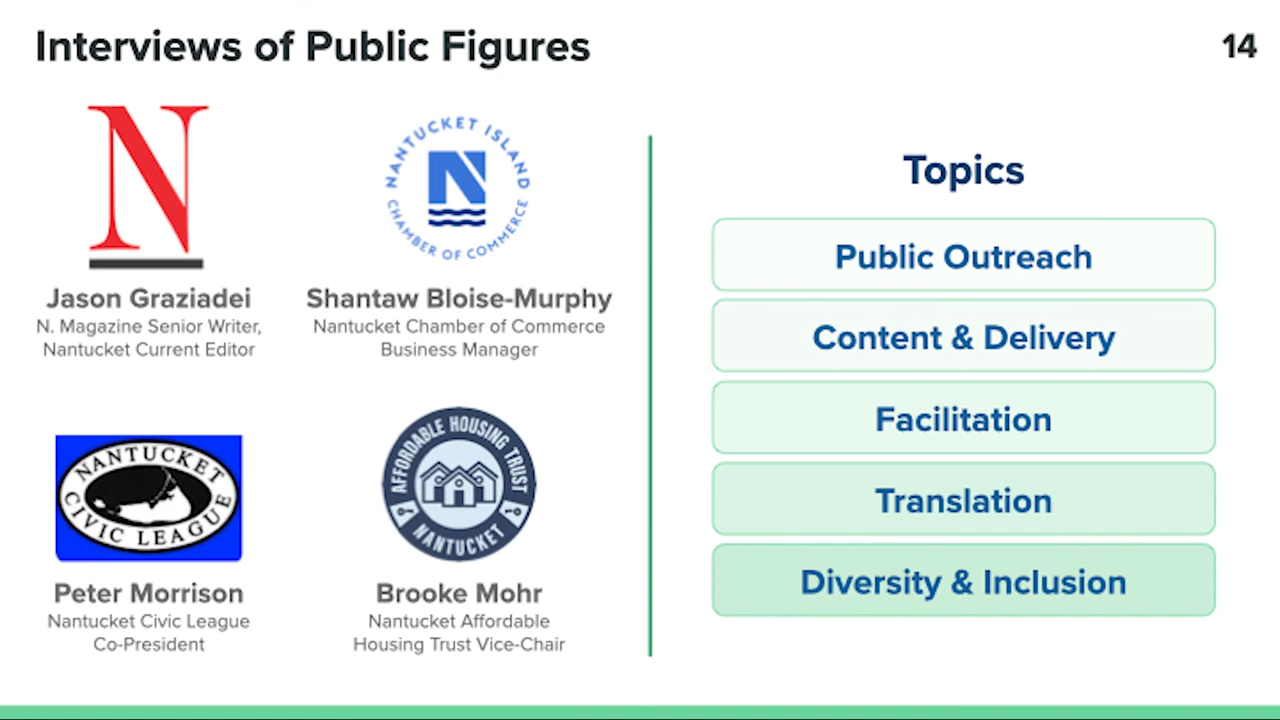 Interviews of Public Figures
14
N
NANTUCKET ISLAND
N
CHAMBER OF COMMERCE
Jason Graziadei
N. Magazine Senior Writer,
Nantucket Current Editor
Shantaw Bloise-Murphy
Nantucket Chamber of Commerce
Business Manager
NANTUCKET
CIVIC LEAGUE
Peter Morrison
Nantucket Civic League
Co-President
AFFORDABLE HOUSING TRUST
NANTUCKET
Brooke Mohr
Nantucket Affordable
Housing Trust Vice-Chair
Topics
Public Outreach
Content & Delivery
Facilitation
Translation
Diversity & Inclusion